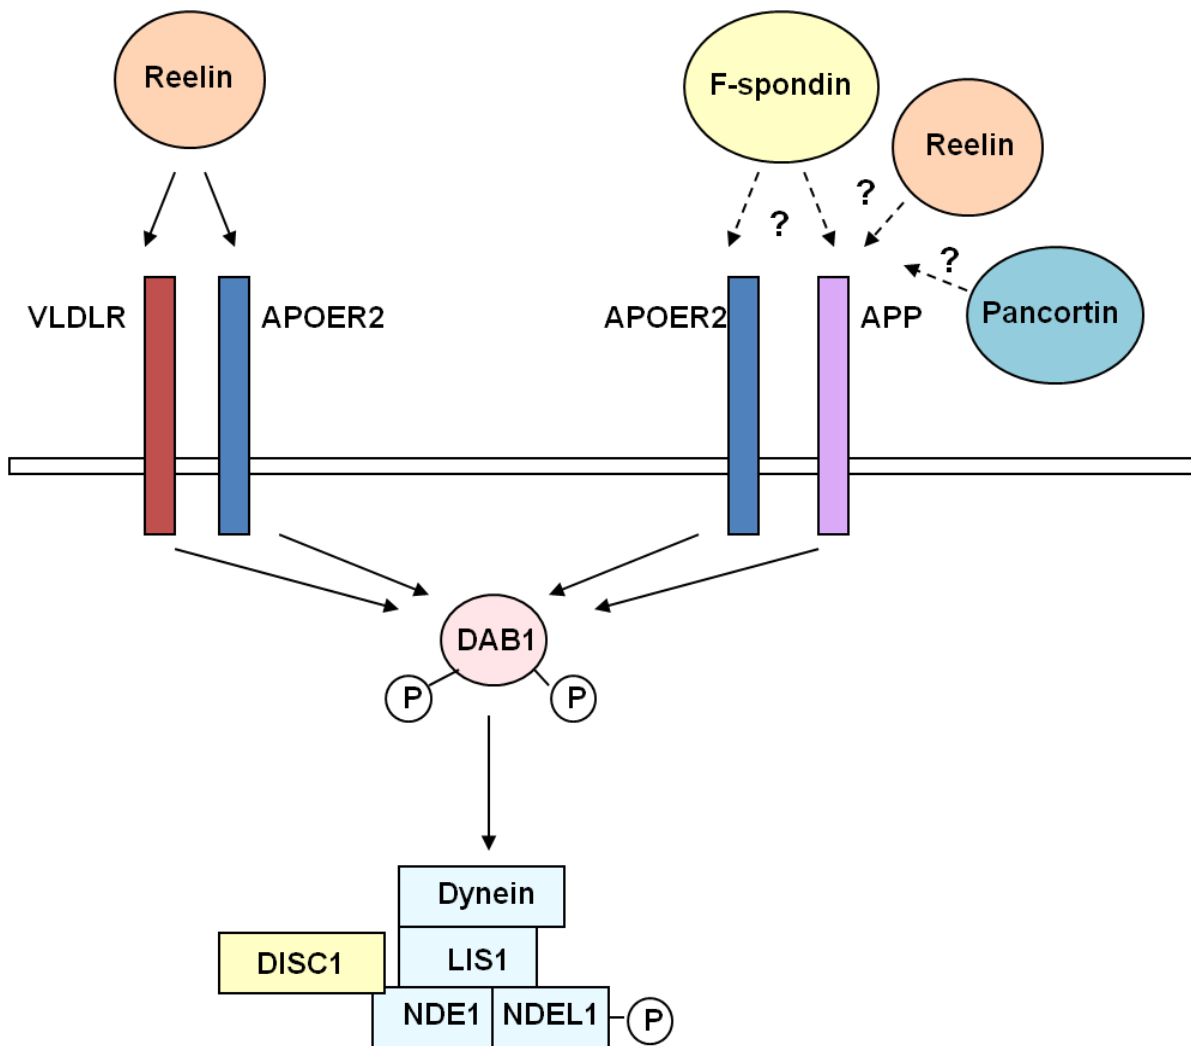 Reelin
F-spondin
Reelin
?
?
?
Pancortin
VLDLR
APOER2
APOER2
APP
DAB1
P
P
Dynein
DISC1
LIS1
NDE1
NDEL1
P